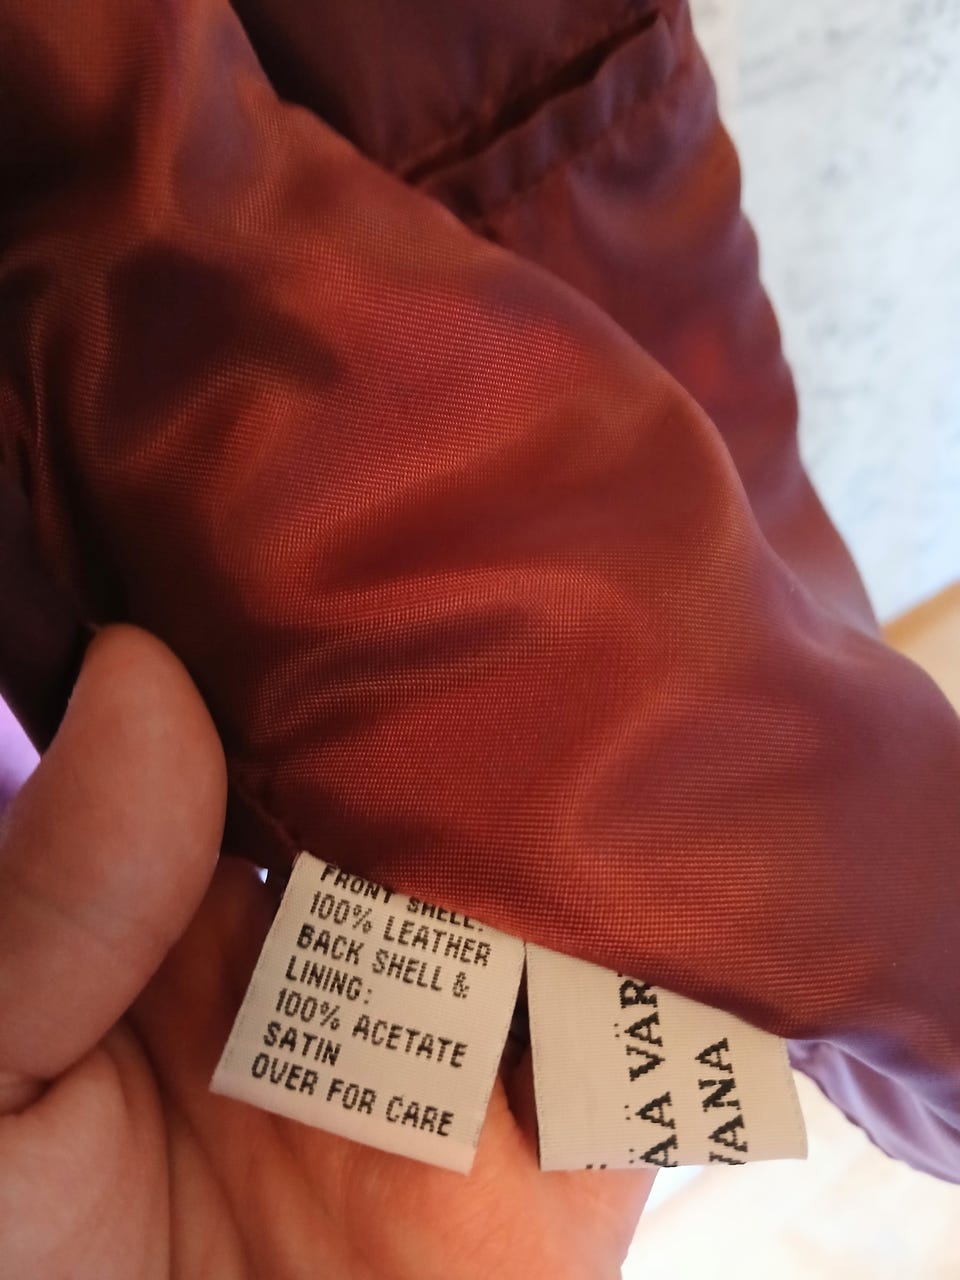 FRONT SHELL:
100% LEATHER
BACK SHELL &
LINING:
100% ACETATE
SATIN
OVER FOR CARE